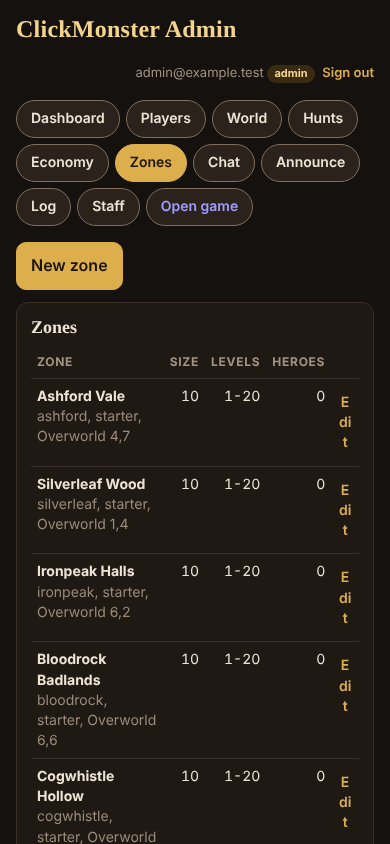 ClickMonster Admin
admin@example.test admin Sign out
Dashboard Players World Hunts
Economy Zones Chat Announce
Log Staff Open game
New zone
Zones
ZONE SIZE LEVELS HEROES
Ashford Vale 10 1-20 0 E
ashford, starter, di
Overworld 4,7 t
Silverleaf Wood 10 1-20 0 E
silverleaf, starter, di
Overworld 1,4 t
Ironpeak Halls 10 1-20 0 E
ironpeak, starter, di
Overworld 6,2 t
Bloodrock 10 1-20 0 E
Badlands di
bloodrock, t
starter, Overworld
6,6
Cogwhistle 10 1-20 0 E
Hollow di
cogwhistle, t
starter, Overworld